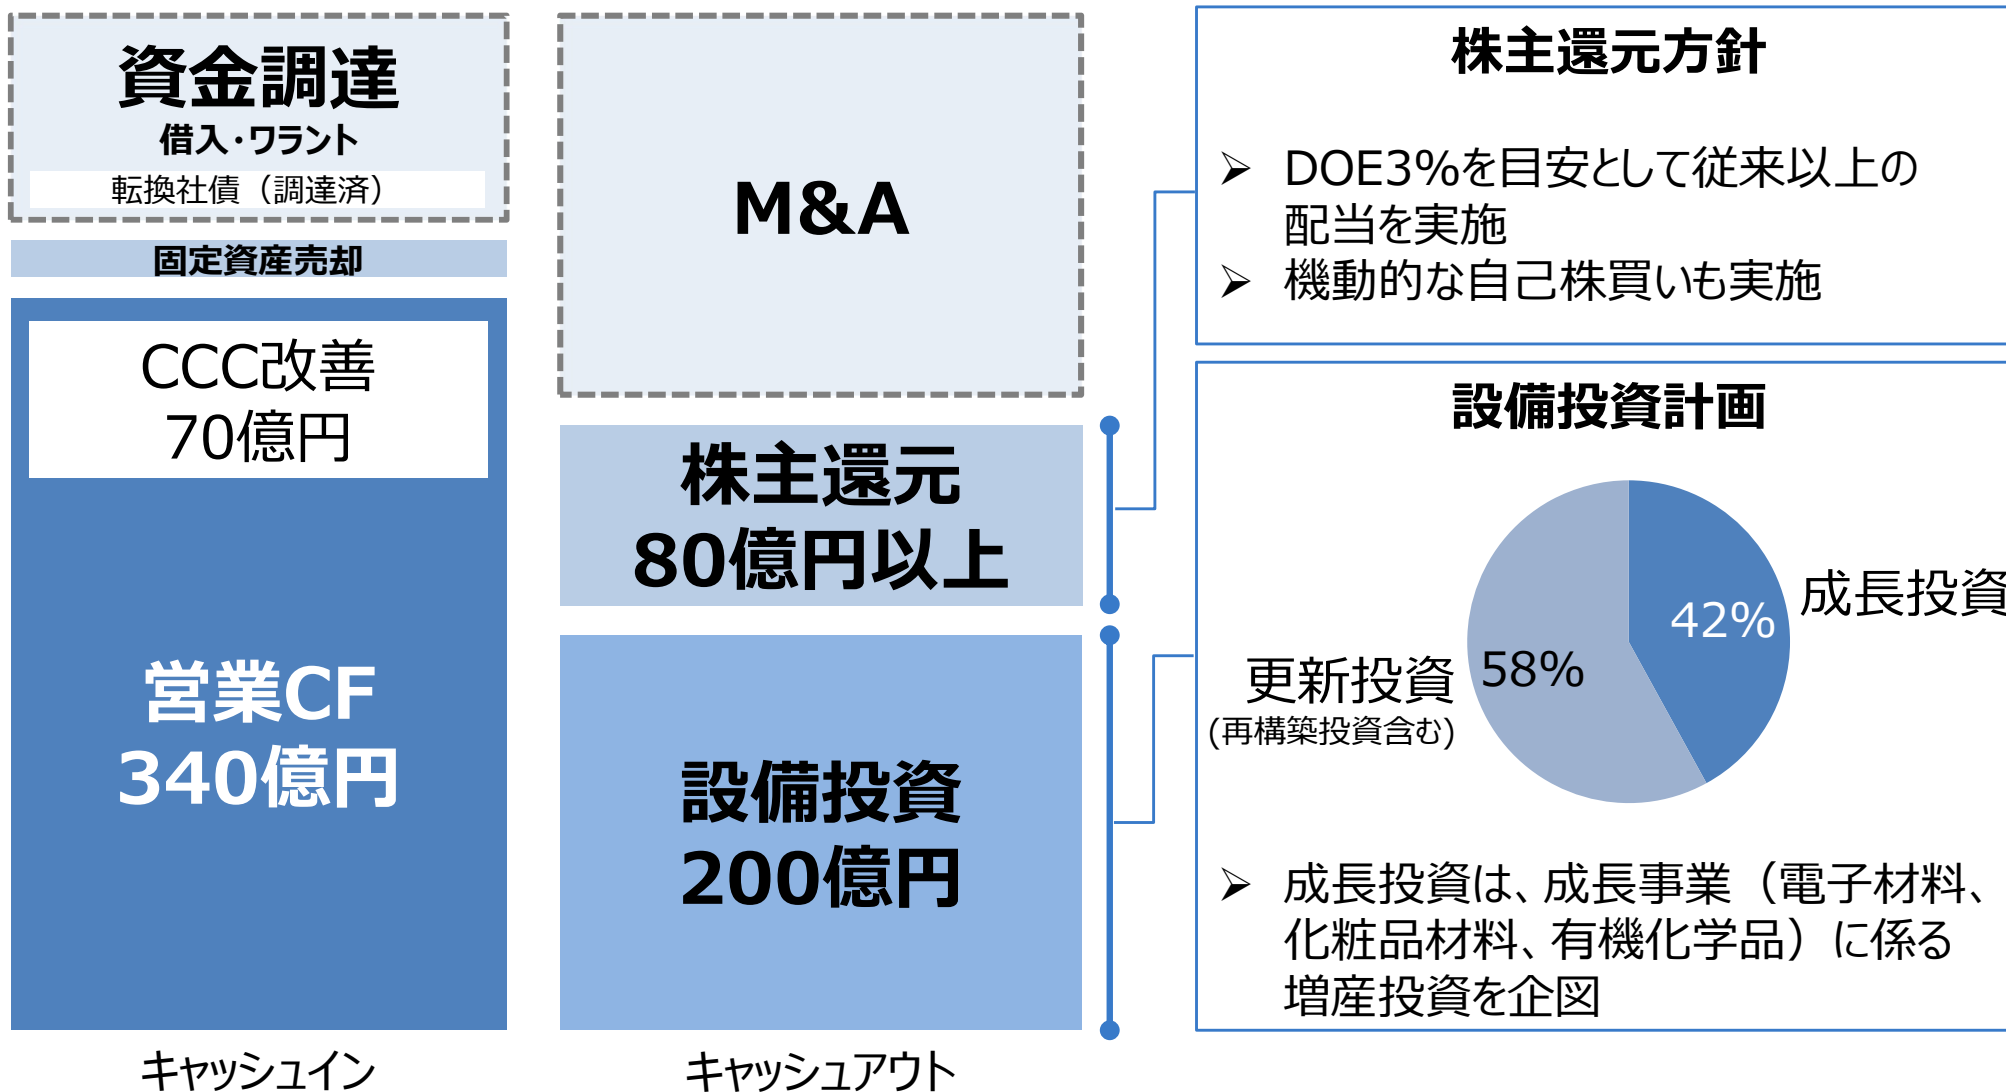 資金調達
借入・ワラント
転換社債（調達済）
固定資産売却
CCC改善
70億円
営業CF
340億円
キャッシュイン
M&A
株主還元
80億円以上
設備投資
200億円
キャッシュアウト
株主還元方針
➢ DOE3%を目安として従来以上の
配当を実施
➢ 機動的な自己株買いも実施
設備投資計画
42%
成長投資
58%
更新投資
(再構築投資含む)
➢ 成長投資は、成長事業（電子材料、
化粧品材料、有機化学品）に係る
増産投資を企図